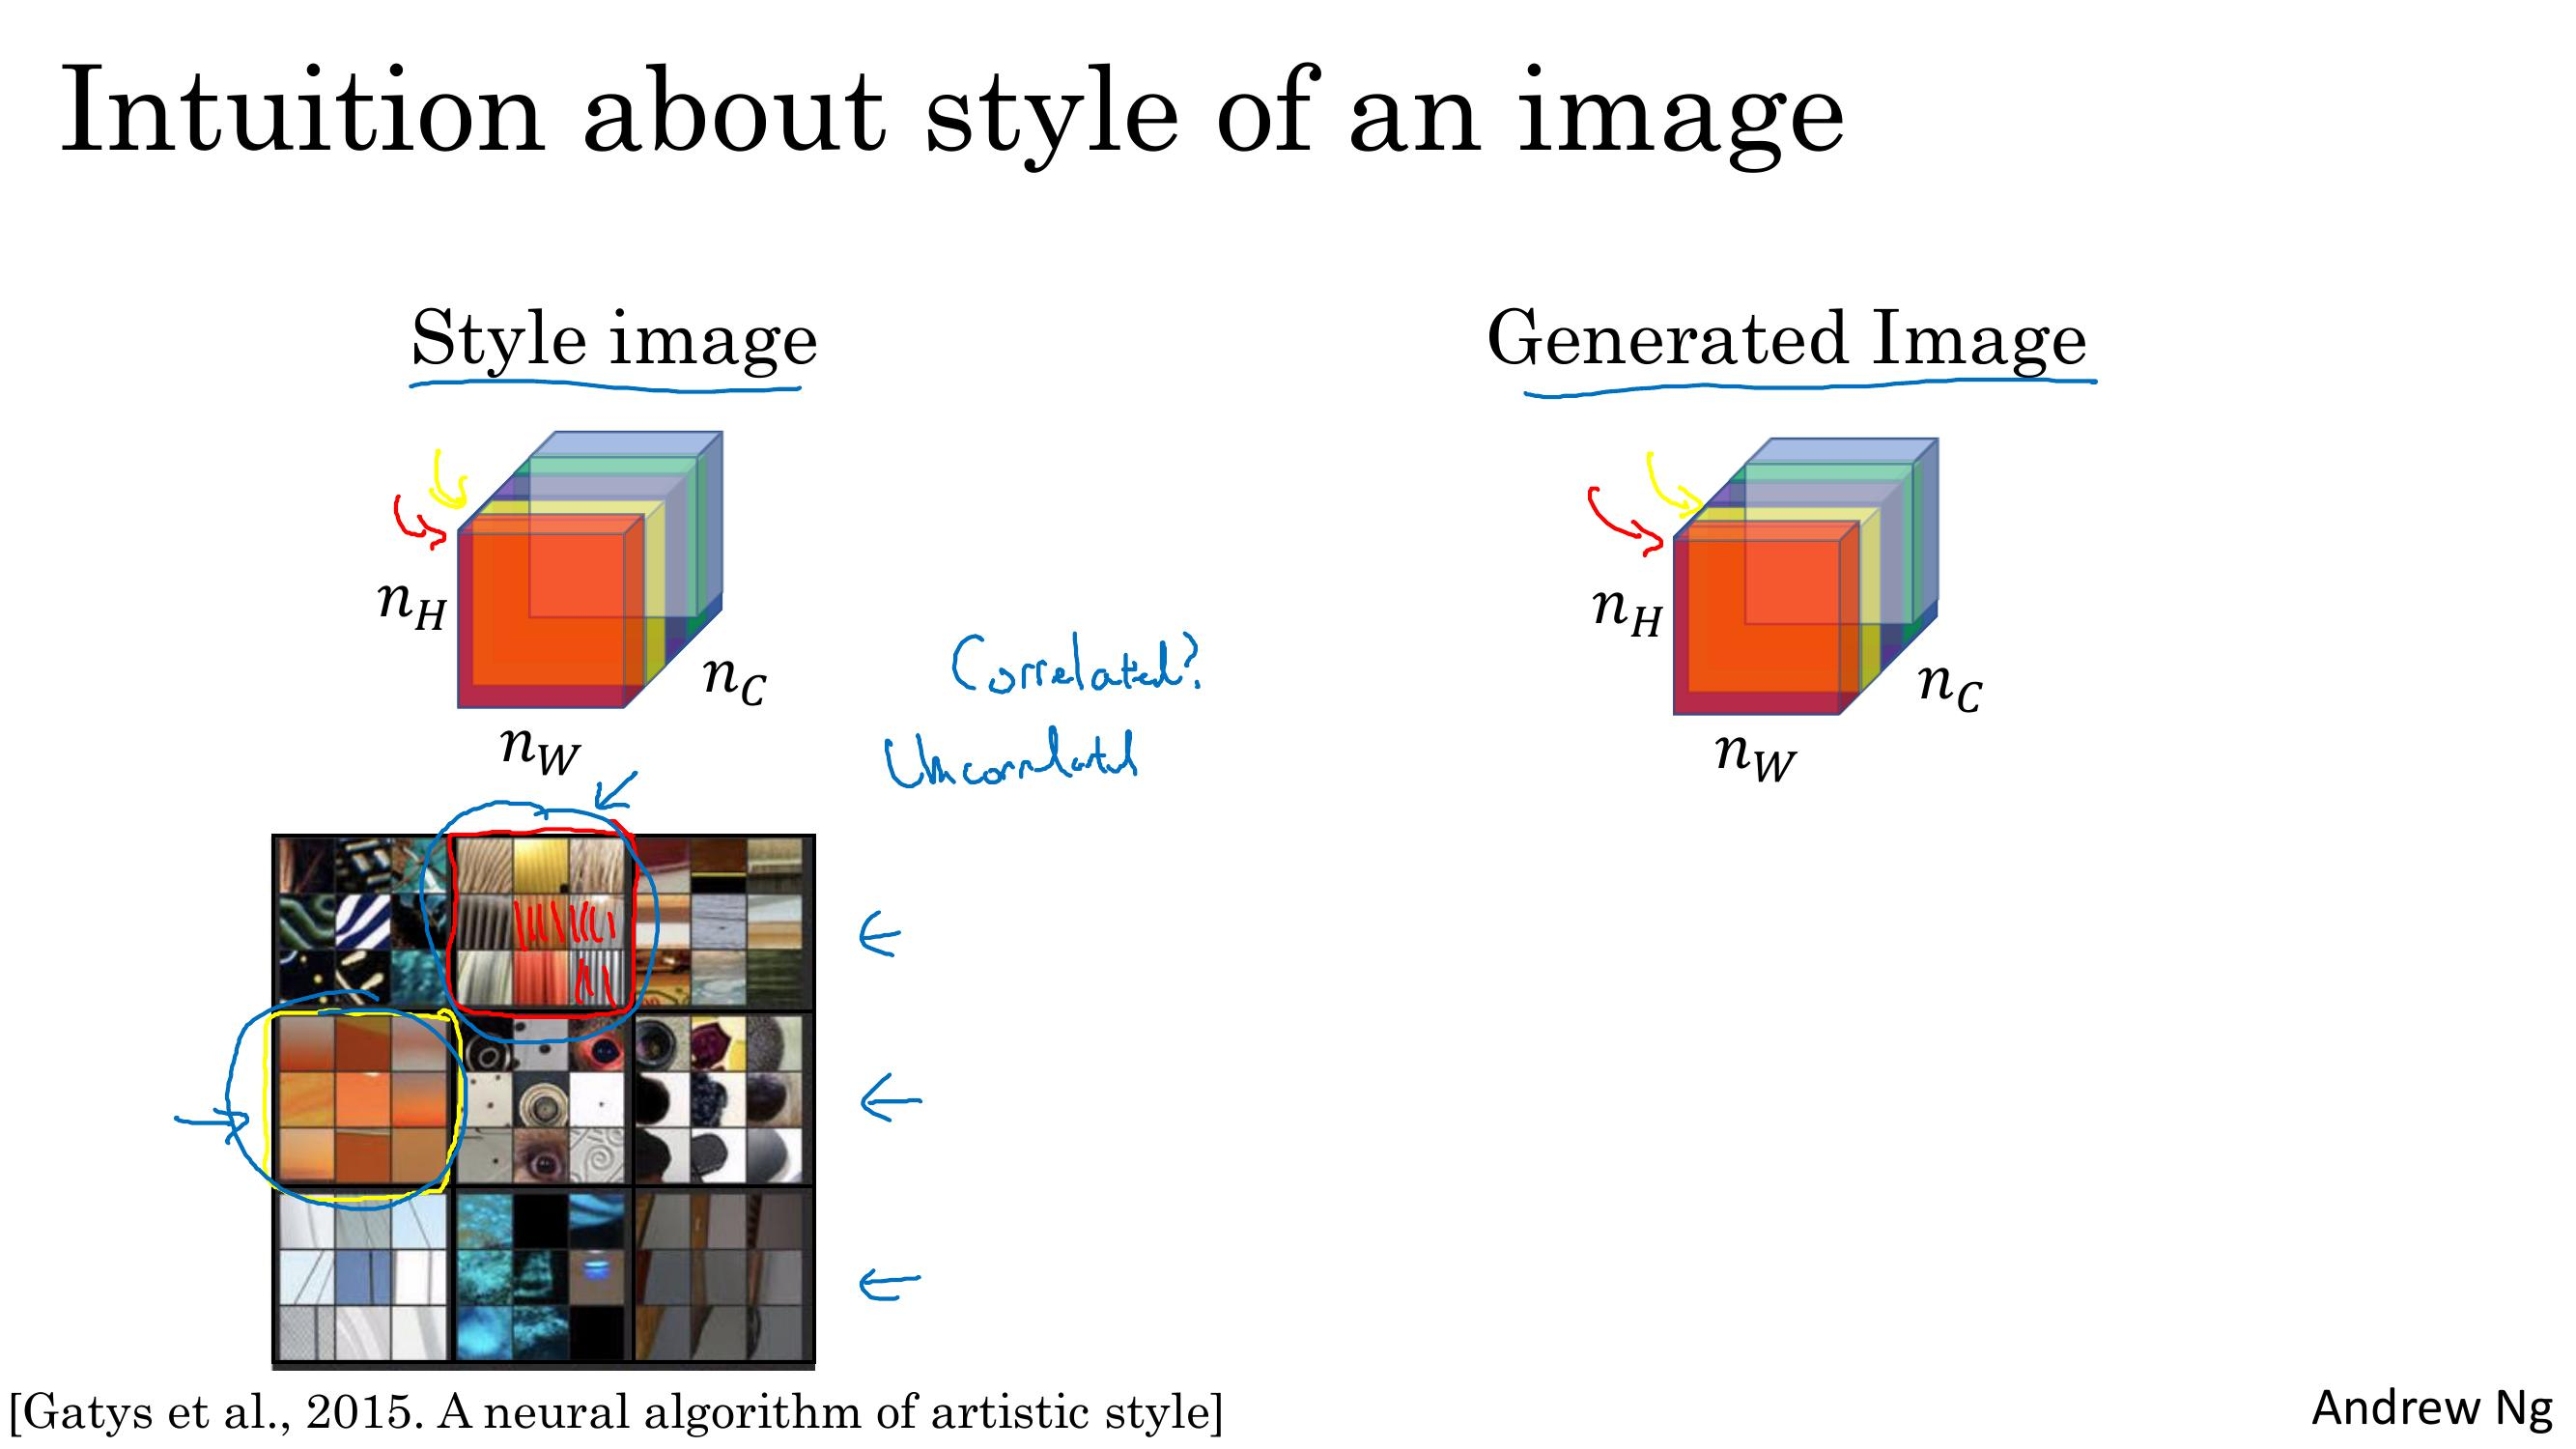 Intuition about style of an image
Style image
Generated Image
n_H
n_C
n_W
Correlated?
Uncorrelated
n_H
n_C
n_W
[Gatys et al., 2015. A neural algorithm of artistic style]
Andrew Ng